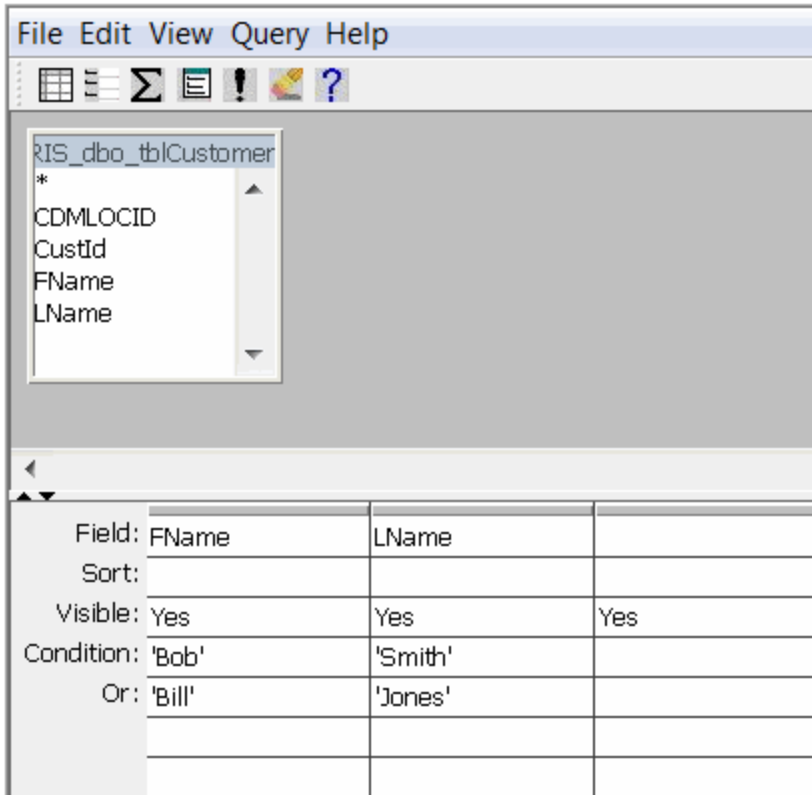 File Edit View Query Help
Σ ! ?
RIS_dbo_tblCustomer
*
CDMLOCID
CustId
FName
LName
Field: FName LName
Sort:
Visible: Yes Yes Yes
Condition: 'Bob' 'Smith'
Or: 'Bill' 'Jones'